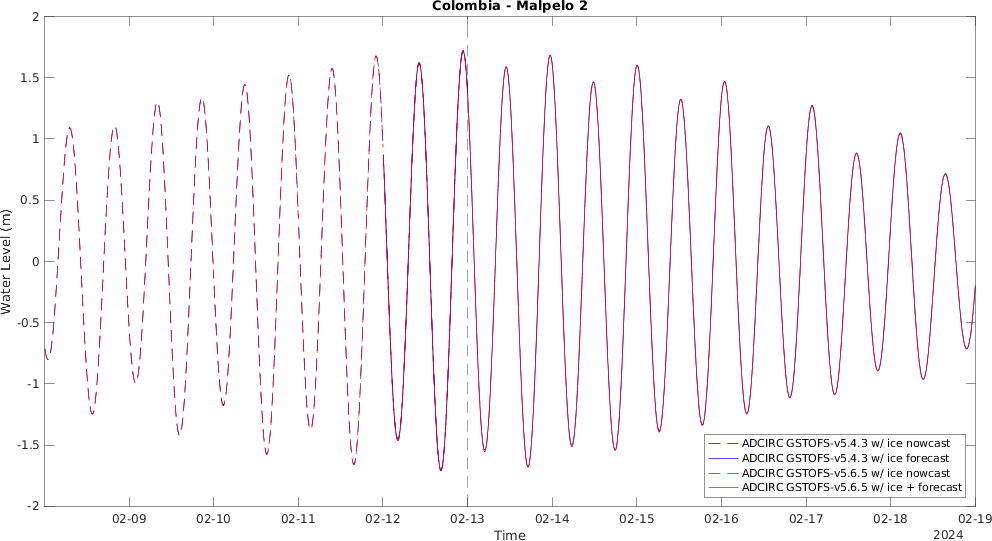 Colombia - Malpelo 2
Water Level (m)
2
1.5
1
0.5
0
-0.5
-1
-1.5
-2
ADCIRC GSTOFS-v5.4.3 w/ ice nowcast
ADCIRC GSTOFS-v5.4.3 w/ ice forecast
ADCIRC GSTOFS-v5.6.5 w/ ice nowcast
ADCIRC GSTOFS-v5.6.5 w/ ice + forecast
02-09 02-10 02-11 02-12 02-13 02-14 02-15 02-16 02-17 02-18 02-19
Time
2024